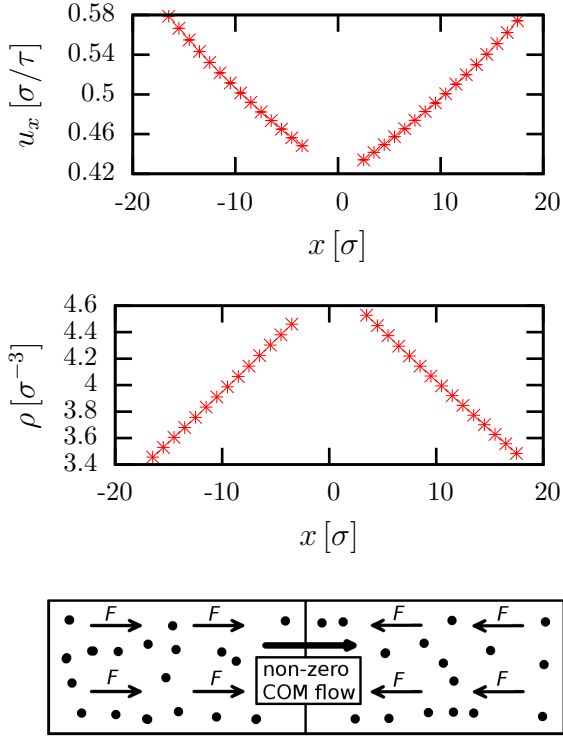 0.58
0.54
0.5
0.46
0.42
u_x [σ/τ]
-20 -10 0 10 20
x [σ]
4.6
4.4
4.2
4
3.8
3.6
3.4
ρ [σ⁻³]
-20 -10 0 10 20
x [σ]
F F F F
non-zero
COM flow
F F F F